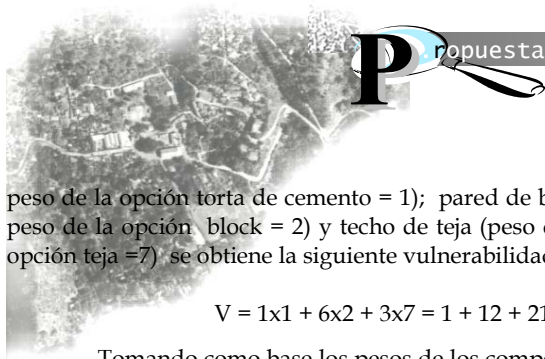 Propuesta
peso de la opción torta de cemento = 1); pared de b
peso de la opción block = 2) y techo de teja (peso
opción teja =7) se obtiene la siguiente vulnerabilidad
V = 1x1 + 6x2 + 3x7 = 1 + 12 + 21
Tomando como base los pesos de los comp